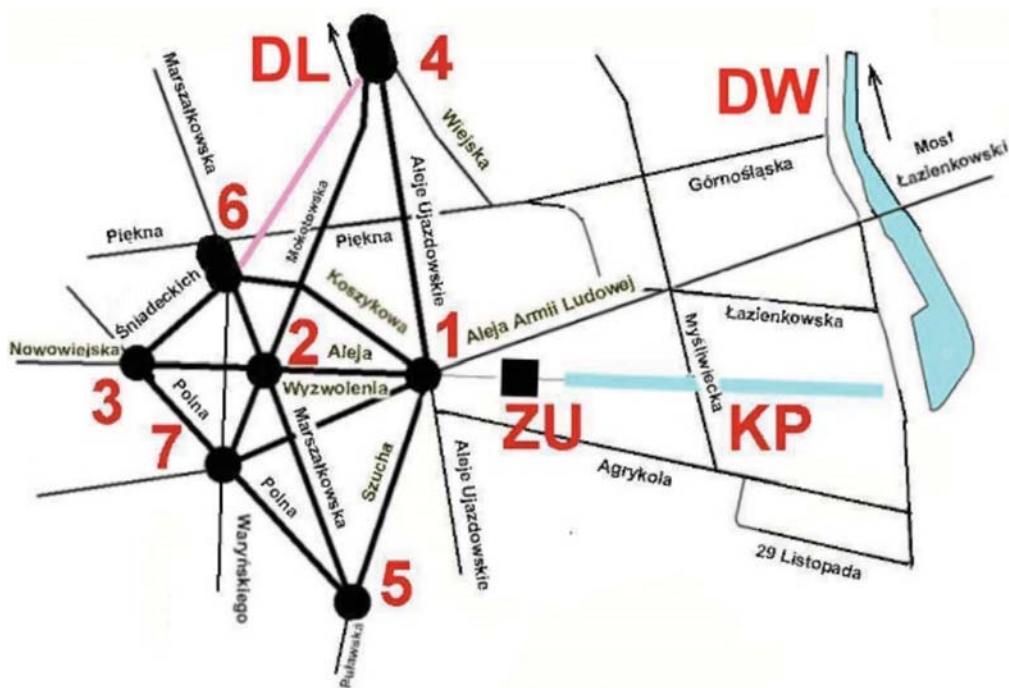 DL
4
DW
Marszałkowska
Wiejska
Most
Łazienkowski
Górnośląska
6
Mokotowska
Aleje Ujazdowskie
Piękna
Piękna
Śniadeckich
Koszykowa
Aleja Armii Ludowej
Łazienkowska
1
2
Nowowiejska
Aleja
Wyzwolenia
Myśliwiecka
3
Polna
7
Marszałkowska
ZU
KP
Szucha
Agrykola
Polna
Aleje Ujazdowskie
Waryńskiego
29 Listopada
5
Puławska